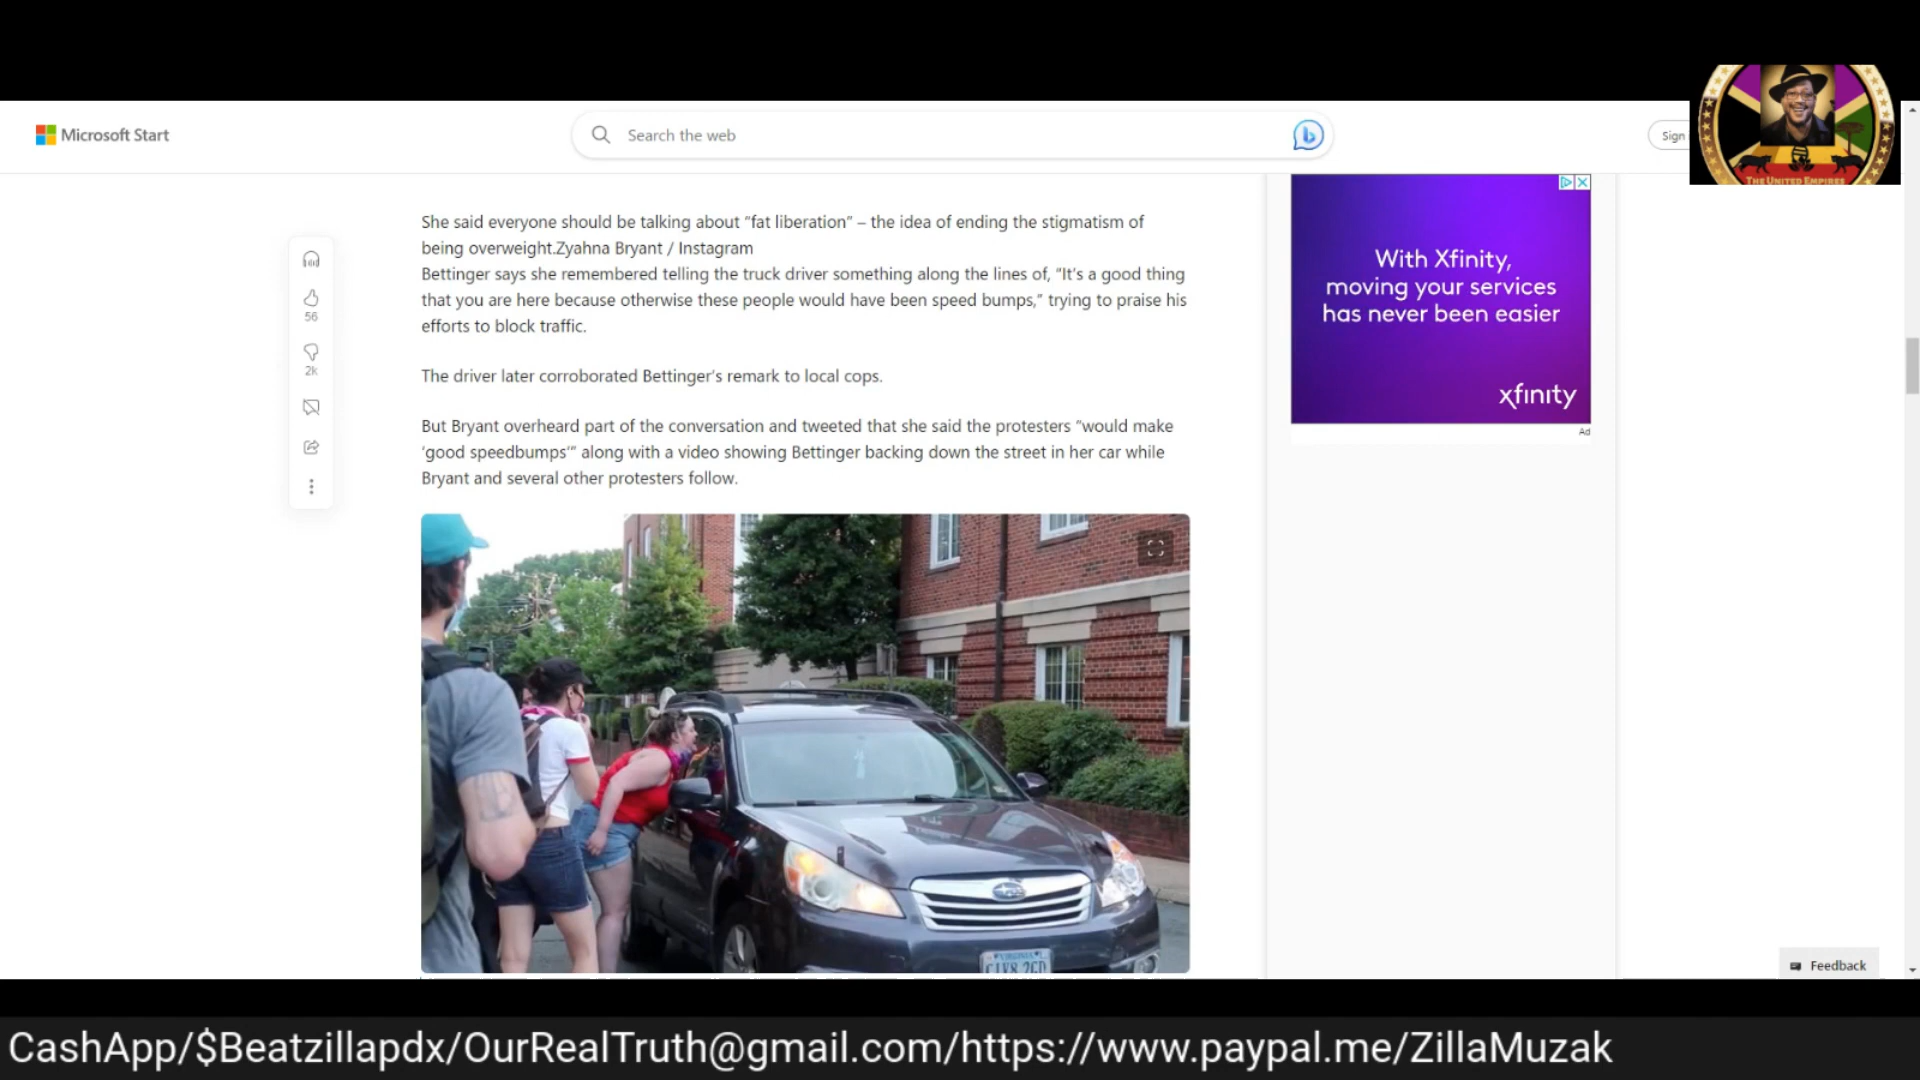 Microsoft Start
Search the web
Sign
THE UNITED EMPIRES
She said everyone should be talking about “fat liberation” – the idea of ending the stigmatism of
being overweight.Zyahna Bryant / Instagram
Bettinger says she remembered telling the truck driver something along the lines of, “It's a good thing
that you are here because otherwise these people would have been speed bumps,” trying to praise his
efforts to block traffic.
56
2k
The driver later corroborated Bettinger’s remark to local cops.
But Bryant overheard part of the conversation and tweeted that she said the protesters “would make
‘good speedbumps’” along with a video showing Bettinger backing down the street in her car while
Bryant and several other protesters follow.
With Xfinity,
moving your services
has never been easier
xfinity
Ad
VIRGINIA
Feedback
CashApp/$Beatzillapdx/OurRealTruth@gmail.com/https://www.paypal.me/ZillaMuzak